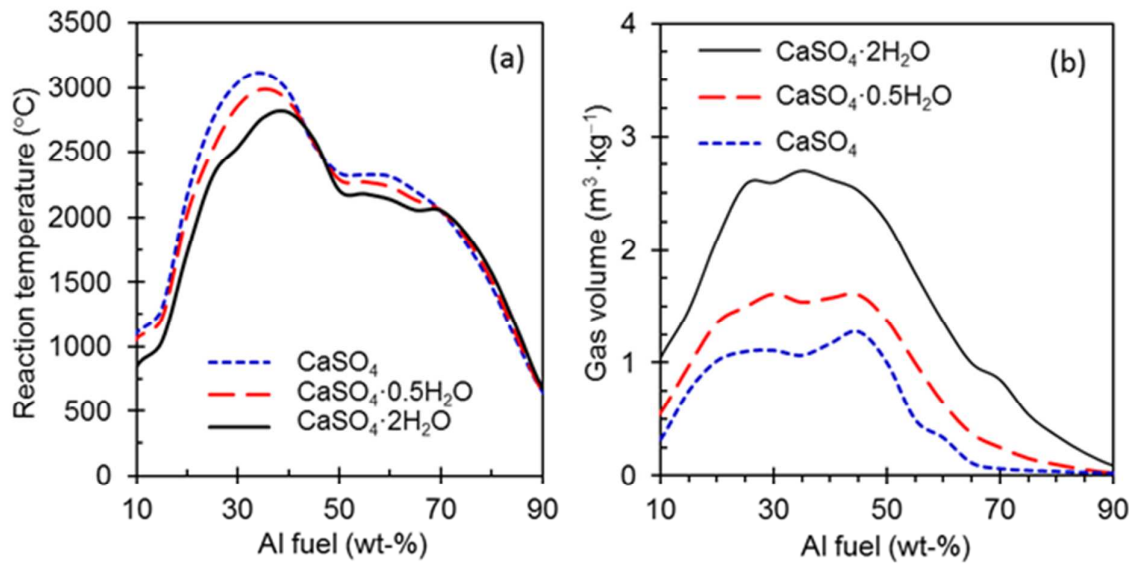 3500
3000
2500
2000
1500
1000
500
0
Reaction temperature (°C)
(a)
CaSO₄
CaSO₄·0.5H₂O
CaSO₄·2H₂O
10 30 50 70 90
Al fuel (wt-%)
4
3
2
1
0
Gas volume (m³·kg⁻¹)
CaSO₄·2H₂O
(b)
CaSO₄·0.5H₂O
CaSO₄
10 30 50 70 90
Al fuel (wt-%)